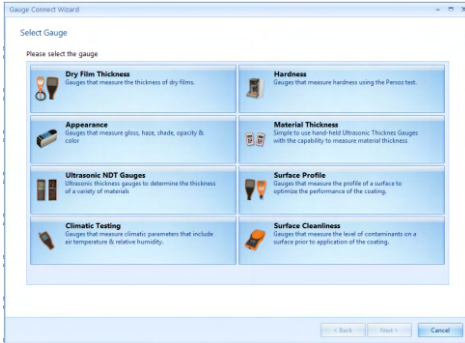 Gauge Connect Wizard
Select Gauge
Please select the gauge
Dry Film Thickness
Gauges that measure the thickness of dry films.
Hardness
Gauges that measure hardness using the Persoz test.
Appearance
Gauges that measure gloss, haze, shade, opacity &
color
Material Thickness
Simple to use hand-held Ultrasonic Thicknes Gauges
with the capability to measure material thickness
Ultrasonic NDT Gauges
Ultrasonic thickness gauges to determine the thickness
of a variety of materials
Surface Profile
Gauges that measure the profile of a surface to
optimize the performance of the coating.
Climatic Testing
Gauges that measure climatic parameters that include
air temperature & relative humidity.
Surface Cleanliness
Gauges that measure the level of contaminants on a
surface prior to application of the coating.
< Back
Next >
Cancel